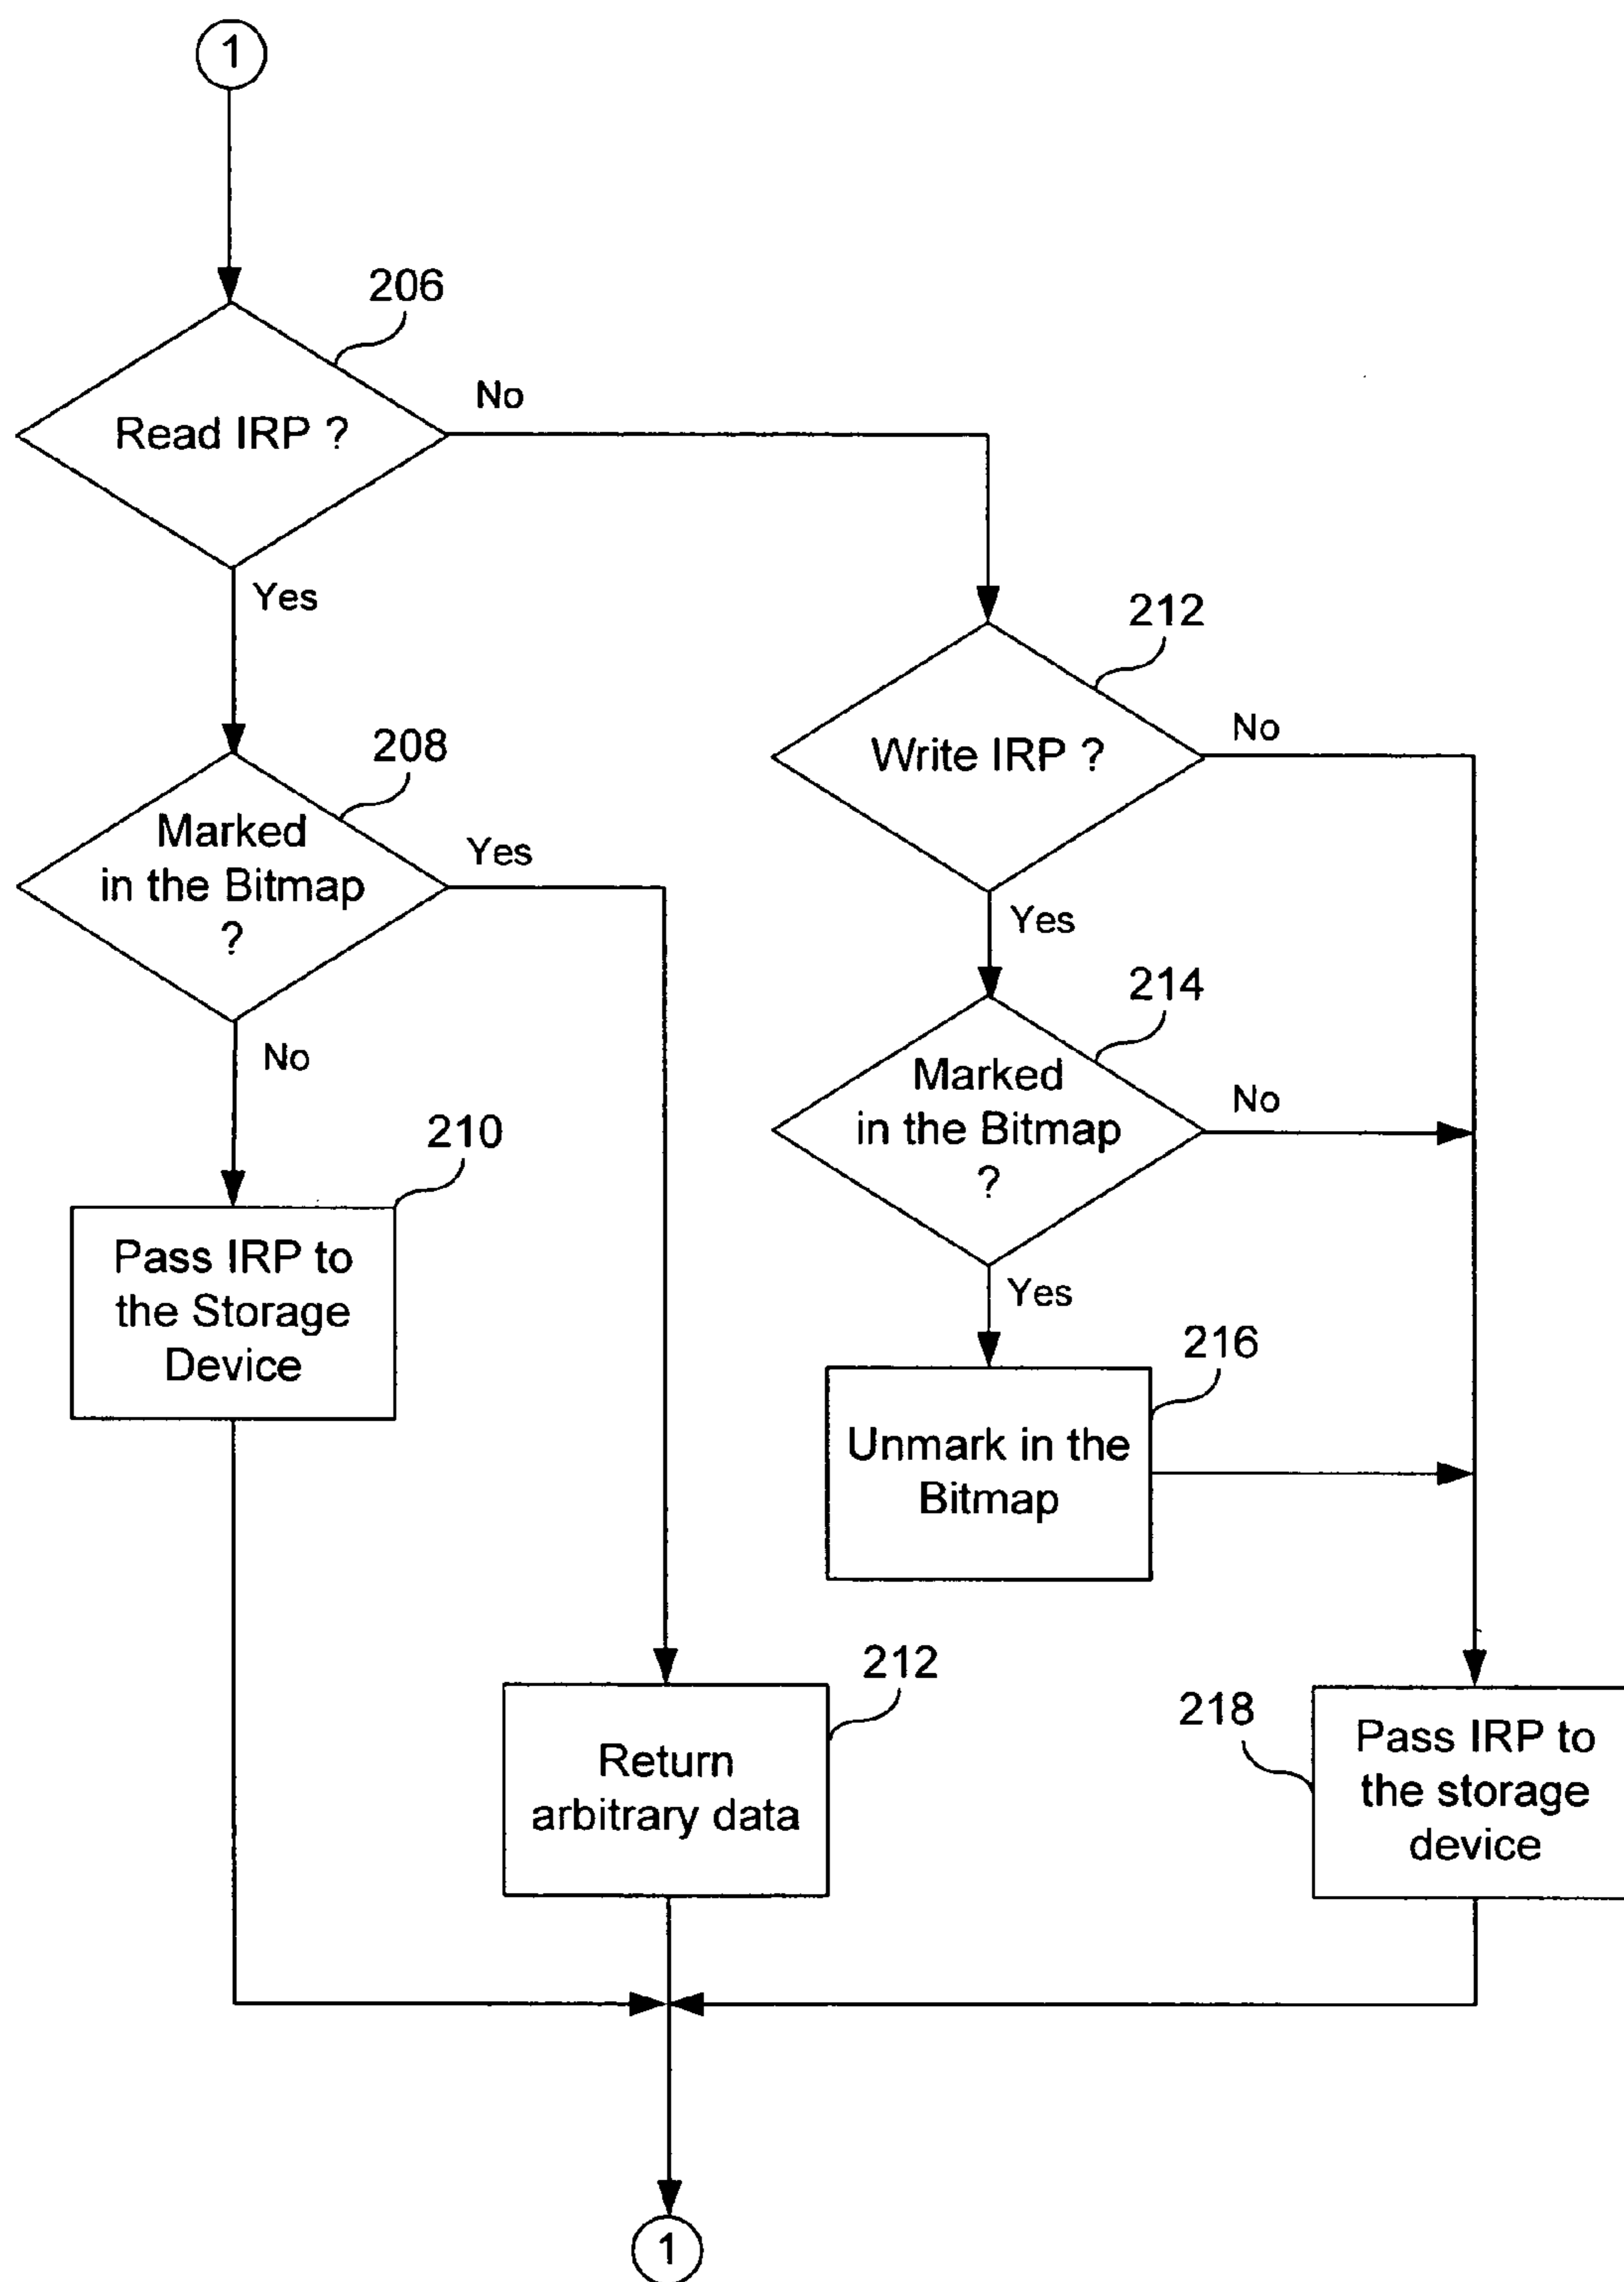 1
206
Read IRP ?
No
Yes
212
Write IRP ?
No
208
Marked
in the Bitmap
?
Yes
Yes
214
Marked
in the Bitmap
?
No
No
210
Pass IRP to
the Storage
Device
Yes
216
Unmark in the
Bitmap
212
Return
arbitrary data
218
Pass IRP to
the storage
device
1